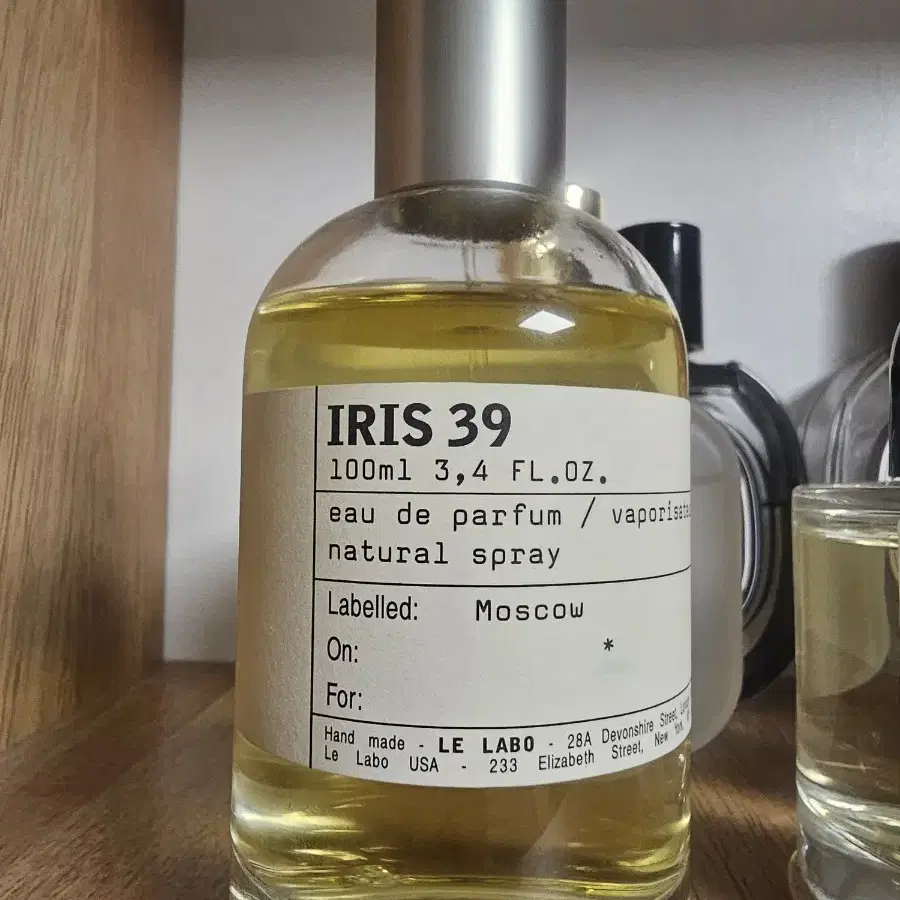 IRIS 39
100ml 3,4 FL.OZ.
eau de parfum /
natural spray
Labelled: Moscow
On: *
For:
Hand made - LE LABO - 28A Devonshire Street,
Le Labo USA - 233 Elizabeth Street, New York,